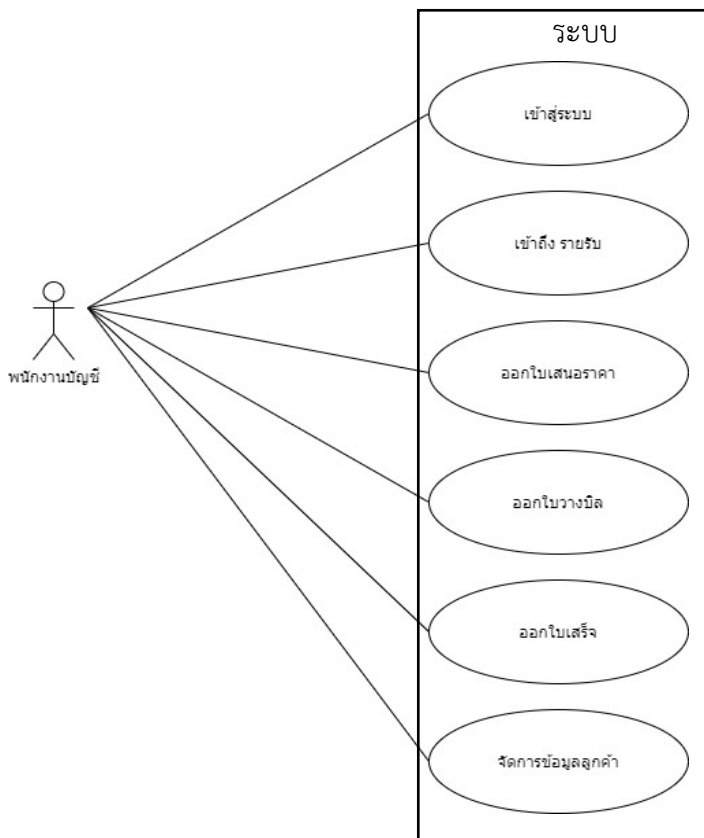 ระบบ
เข้าสู่ระบบ
เข้าถึง รายรับ
ออกใบเสนอราคา
พนักงานบัญชี
ออกใบวางบิล
ออกใบเสร็จ
จัดการข้อมูลลูกค้า